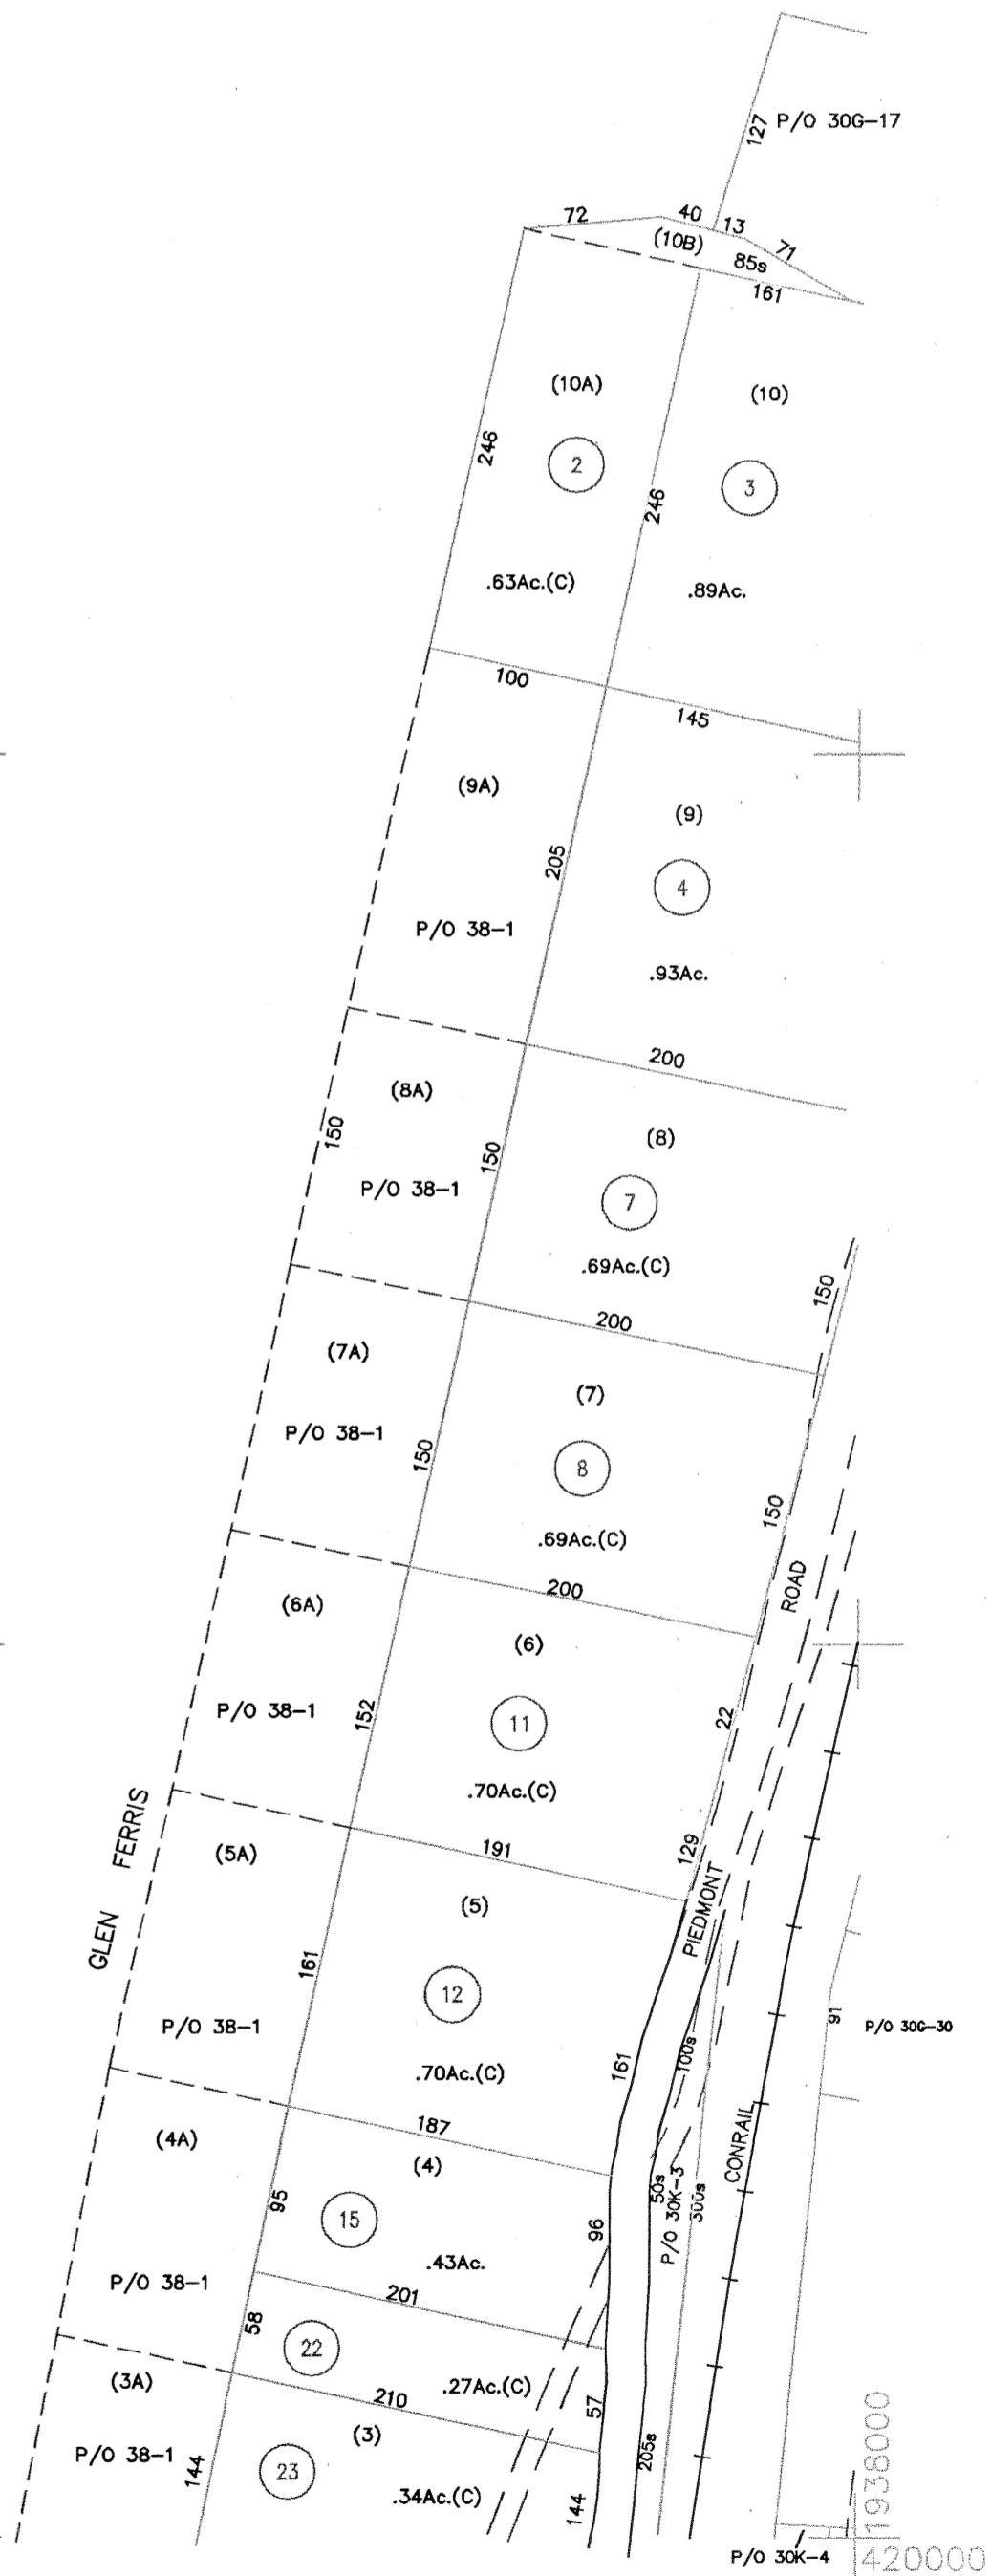 127
P/O 30G-17
72
40
13
71
(10B)
85s
161
(10A)
(10)
246
2
246
3
.63Ac.(C)
.89Ac.
100
145
(9A)
(9)
205
4
P/O 38-1
.93Ac.
200
(8A)
150
150
(8)
P/O 38-1
7
.69Ac.(C)
150
200
(7A)
(7)
P/O 38-1
150
8
150
.69Ac.(C)
200
ROAD
(6A)
(6)
P/O 38-1
152
11
22
.70Ac.(C)
GLEN FERRIS
(5A)
191
129
(5)
PIEDMONT
161
12
P/O 38-1
91
P/O 30G-30
.70Ac.(C)
161
100s
187
(4A)
(4)
CONRAIL
95
15
96
50s
P/O 30K-3
300s
.43Ac.
P/O 38-1
201
58
22
(3A)
.27Ac.(C)
210
57
(3)
P/O 38-1
144
23
205s
.34Ac.(C)
144
1938000
P/O 30K-4
420000